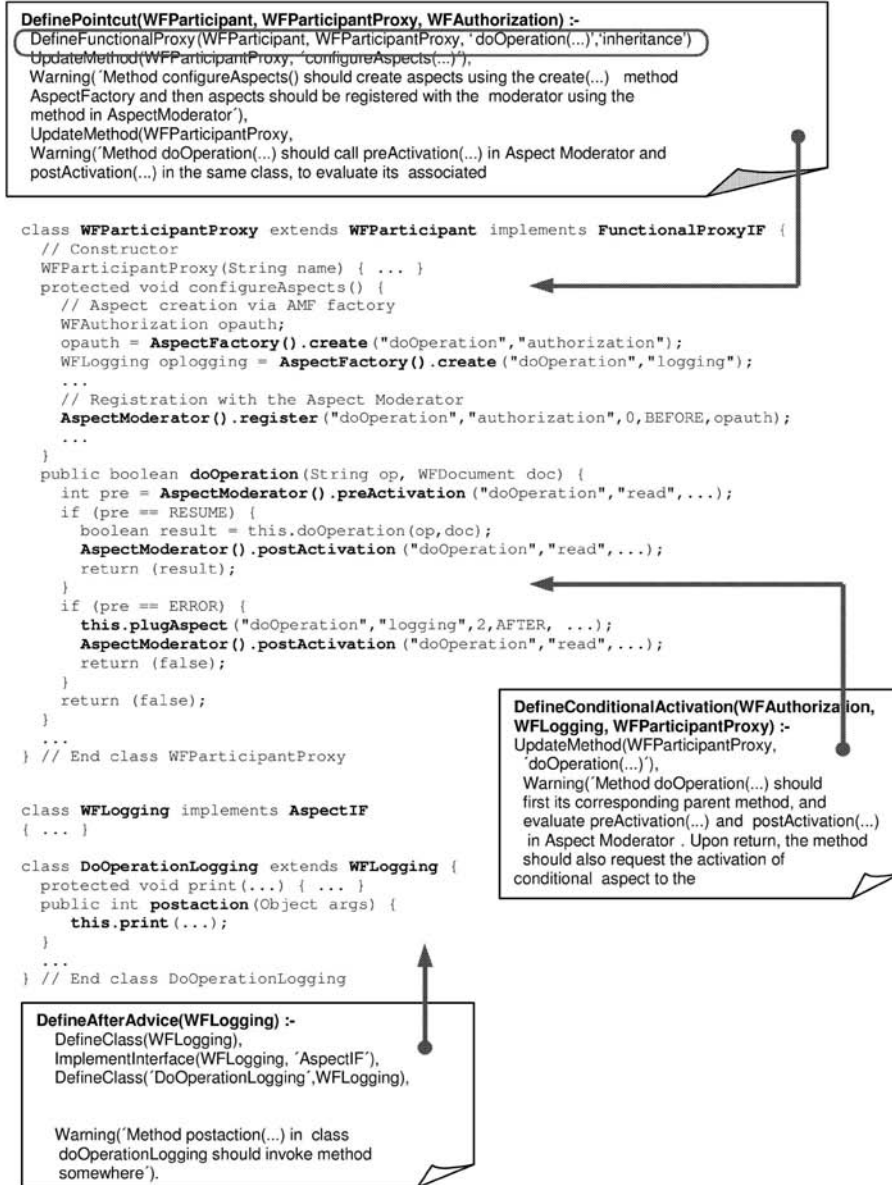 DefinePointcut(WFParticipant, WFParticipantProxy, WFAuthorization) :-
DefineFunctionalProxy(WFParticipant, WFParticipantProxy, ‘ doOperation(...)’,‘inheritance’)
UpdateMethod(WFParticipantProxy, ‘configureAspects(...)’),
Warning(´Method configureAspects() should create aspects using the create(...) method
AspectFactory and then aspects should be registered with the moderator using the
method in AspectModerator´),
UpdateMethod(WFParticipantProxy,
Warning(´Method doOperation(...) should call preActivation(...) in Aspect Moderator and
postActivation(...) in the same class, to evaluate its associated
class WFParticipantProxy extends WFParticipant implements FunctionalProxyIF {
// Constructor
WFParticipantProxy(String name) { ... }
protected void configureAspects() {
// Aspect creation via AMF factory
WFAuthorization opauth;
opauth = AspectFactory().create("doOperation","authorization");
WFLogging oplogging = AspectFactory().create("doOperation","logging");
...
// Registration with the Aspect Moderator
AspectModerator().register("doOperation","authorization",0,BEFORE,opauth);
...
}
public boolean doOperation(String op, WFDocument doc) {
int pre = AspectModerator().preActivation("doOperation","read",...);
if (pre == RESUME) {
boolean result = this.doOperation(op,doc);
AspectModerator().postActivation("doOperation","read",...);
return (result);
}
if (pre == ERROR) {
this.plugAspect("doOperation","logging",2,AFTER, ...);
AspectModerator().postActivation("doOperation","read",...);
return (false);
}
return (false);
}
...
} // End class WFParticipantProxy
DefineConditionalActivation(WFAuthorization,
WFLogging, WFParticipantProxy) :-
UpdateMethod(WFParticipantProxy,
´doOperation(...)´),
Warning(´Method doOperation(...) should
first its corresponding parent method, and
evaluate preActivation(...) and postActivation(...)
in Aspect Moderator . Upon return, the method
should also request the activation of
conditional aspect to the
class WFLogging implements AspectIF
{ ... }
class DoOperationLogging extends WFLogging {
protected void print(...) { ... }
public int postaction(Object args) {
this.print(...);
}
...
} // End class DoOperationLogging
DefineAfterAdvice(WFLogging) :-
DefineClass(WFLogging),
ImplementInterface(WFLogging, ´AspectIF´),
DefineClass(´DoOperationLogging´,WFLogging),
Warning(´Method postaction(...) in class
doOperationLogging should invoke method
somewhere´).